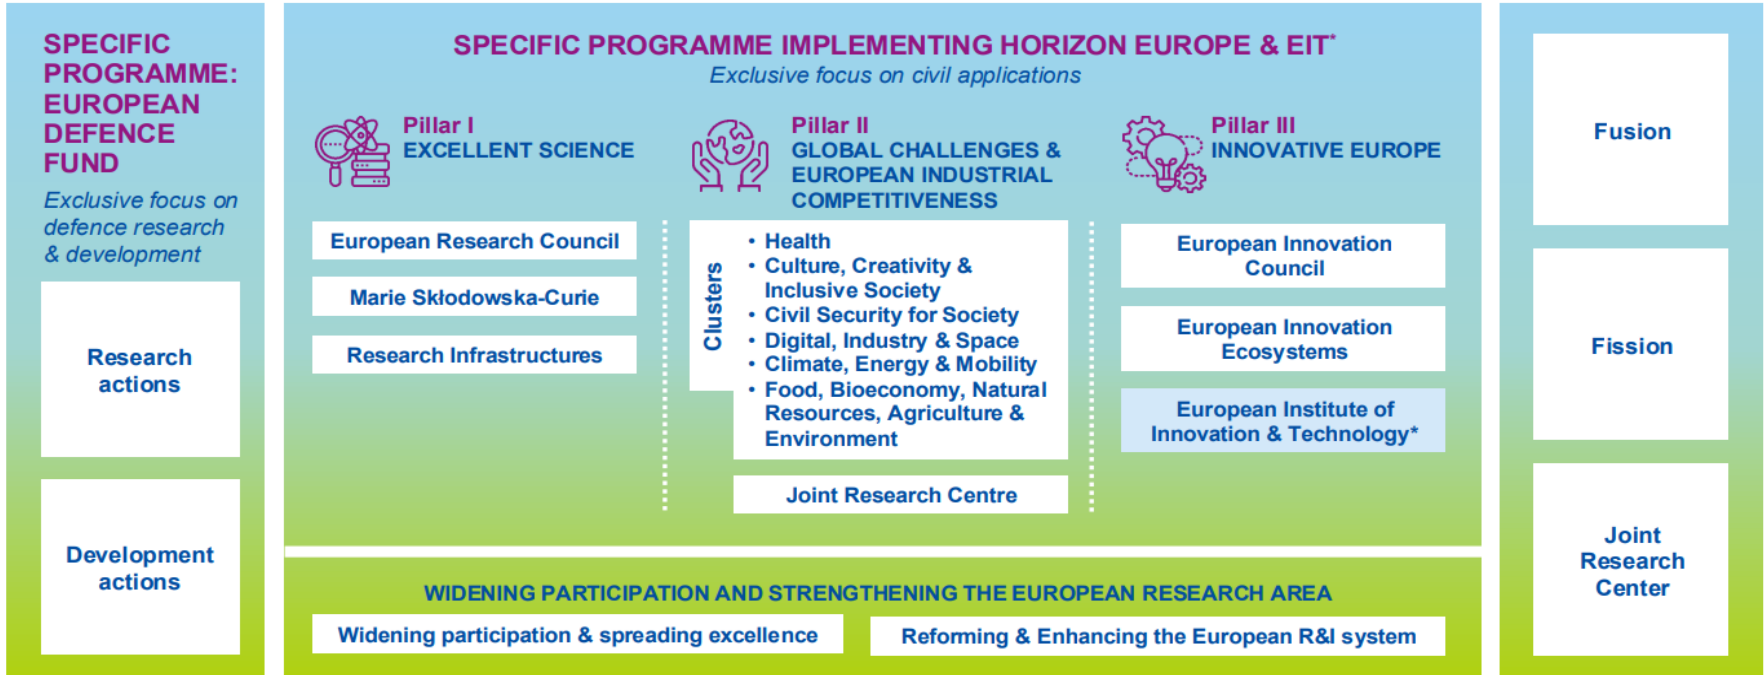 SPECIFIC
PROGRAMME:
EUROPEAN
DEFENCE
FUND
Exclusive focus on
defence research
& development
Research
actions
Development
actions
SPECIFIC PROGRAMME IMPLEMENTING HORIZON EUROPE & EIT*
Exclusive focus on civil applications
Pillar I
EXCELLENT SCIENCE
European Research Council
Marie Skłodowska-Curie
Research Infrastructures
Pillar II
GLOBAL CHALLENGES &
EUROPEAN INDUSTRIAL
COMPETITIVENESS
Clusters
• Health
• Culture, Creativity &
Inclusive Society
• Civil Security for Society
• Digital, Industry & Space
• Climate, Energy & Mobility
• Food, Bioeconomy, Natural
Resources, Agriculture &
Environment
Joint Research Centre
Pillar III
INNOVATIVE EUROPE
European Innovation
Council
European Innovation
Ecosystems
European Institute of
Innovation & Technology*
WIDENING PARTICIPATION AND STRENGTHENING THE EUROPEAN RESEARCH AREA
Widening participation & spreading excellence
Reforming & Enhancing the European R&I system
Fusion
Fission
Joint
Research
Center